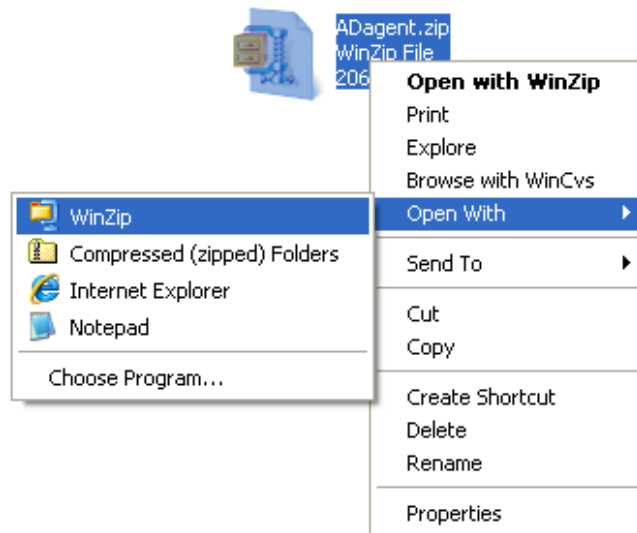 ADagent.zip
WinZip File
206
Open with WinZip
Print
Explore
Browse with WinCvs
Open With
Send To
Cut
Copy
Create Shortcut
Delete
Rename
Properties
WinZip
Compressed (zipped) Folders
Internet Explorer
Notepad
Choose Program...